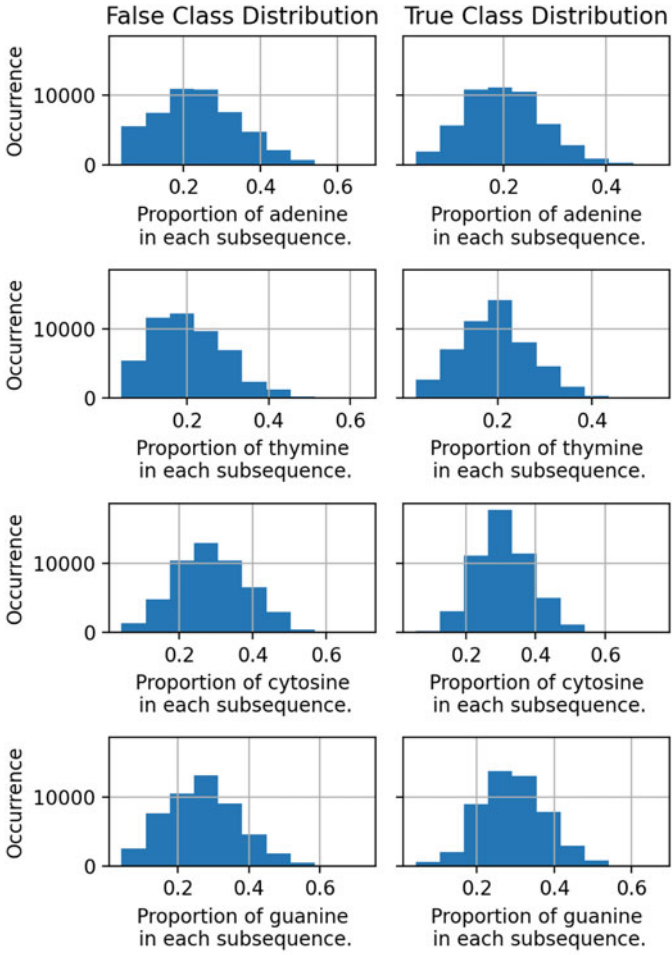 False Class Distribution True Class Distribution
Occurrence
10000
0
0.2 0.4 0.6 0.2 0.4
Proportion of adenine Proportion of adenine
in each subsequence. in each subsequence.
Occurrence
10000
0
0.2 0.4 0.6 0.2 0.4
Proportion of thymine Proportion of thymine
in each subsequence. in each subsequence.
Occurrence
10000
0
0.2 0.4 0.6 0.2 0.4 0.6
Proportion of cytosine Proportion of cytosine
in each subsequence. in each subsequence.
Occurrence
10000
0
0.2 0.4 0.6 0.2 0.4 0.6
Proportion of guanine Proportion of guanine
in each subsequence. in each subsequence.